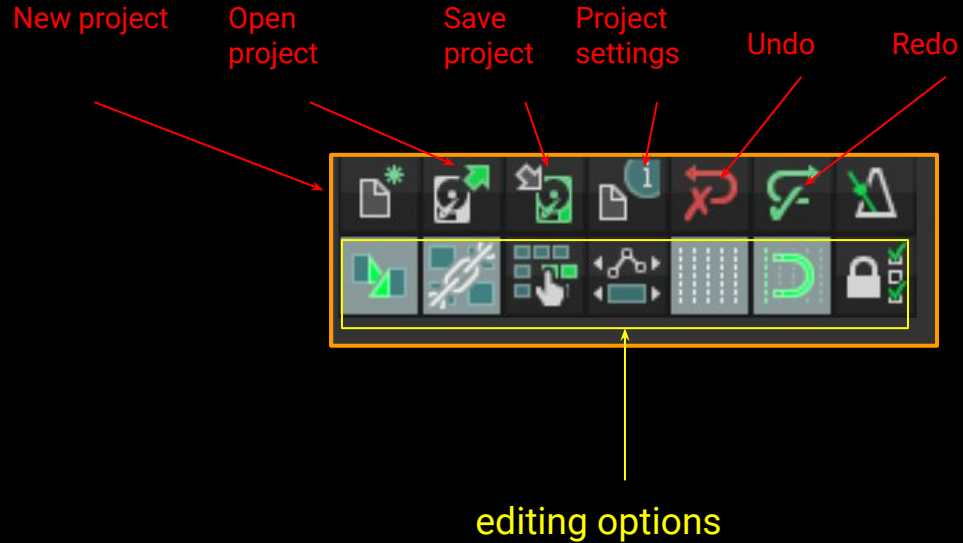 New project
Open
project
Save
project
Project
settings
Undo
Redo
i
editing options